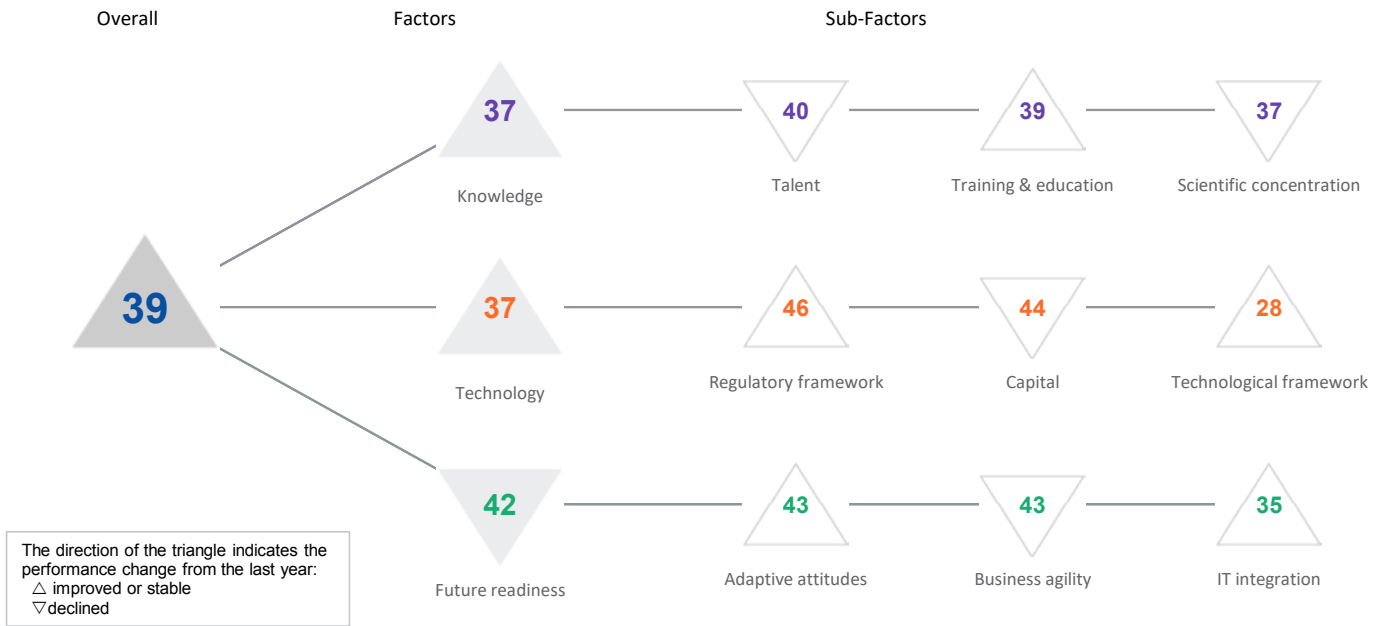 Overall Factors Sub-Factors
37 40 39 37
Knowledge Talent Training & education Scientific concentration
39
37 46 44 28
Technology Regulatory framework Capital Technological framework
42 43 43 35
Future readiness Adaptive attitudes Business agility IT integration
The direction of the triangle indicates the
performance change from the last year:
△ improved or stable
▽declined